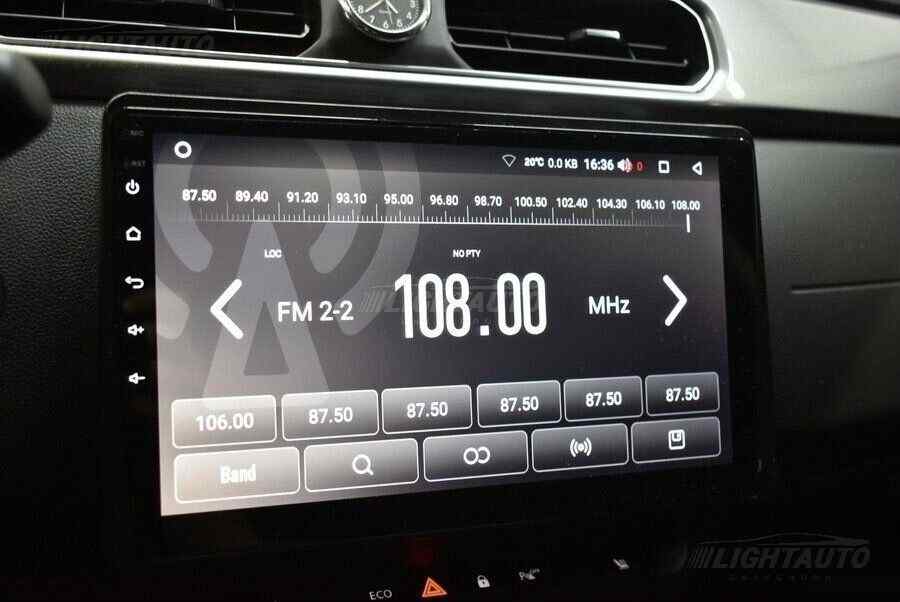 LIGHTAUTO
MIC
RST
20°C 0.0 KB 16:36 0
87.50 89.40 91.20 93.10 95.00 96.80 98.70 100.50 102.40 104.30 106.10 108.00
LOC NO PTY
FM 2-2 108.00 MHz
LIGHTAUTO
106.00 87.50 87.50 87.50 87.50 87.50
Band
LIGHTAUTO
ECO